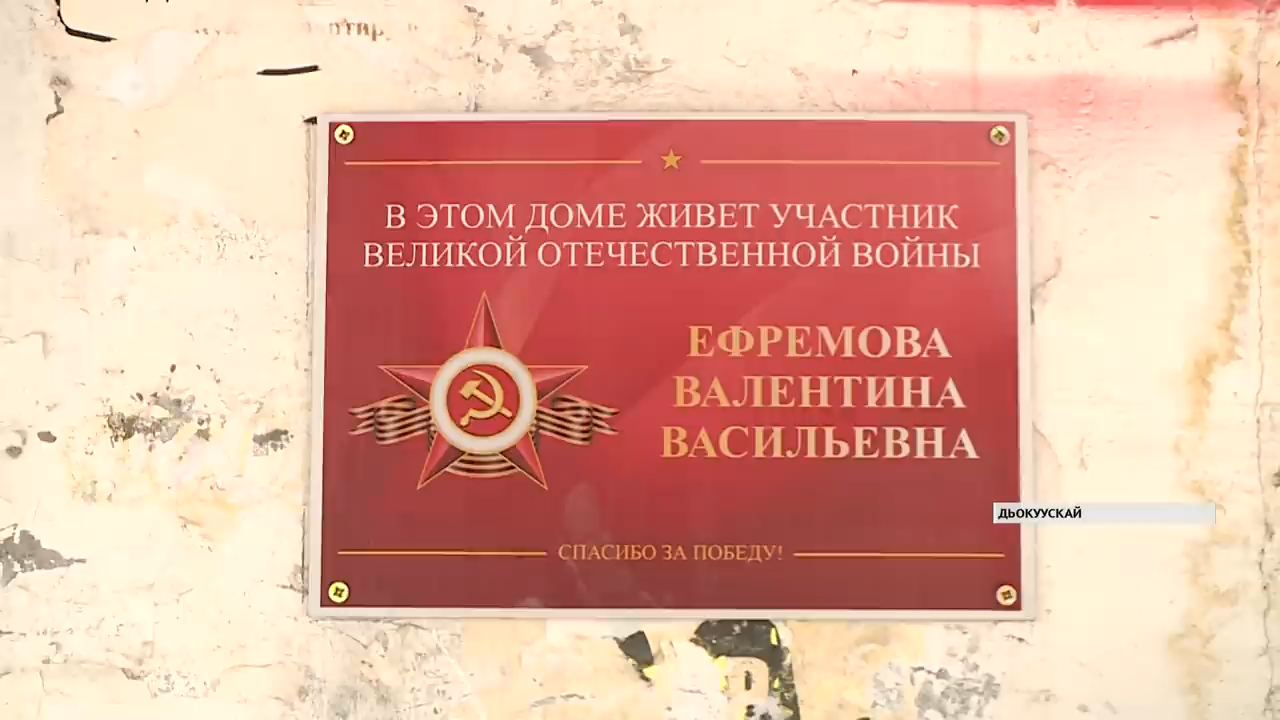 В ЭТОМ ДОМЕ ЖИВЕТ УЧАСТНИК
ВЕЛИКОЙ ОТЕЧЕСТВЕННОЙ ВОЙНЫ
ЕФРЕМОВА
ВАЛЕНТИНА
ВАСИЛЬЕВНА
ДЬОКУУСКАЙ
СПАСИБО ЗА ПОБЕДУ!